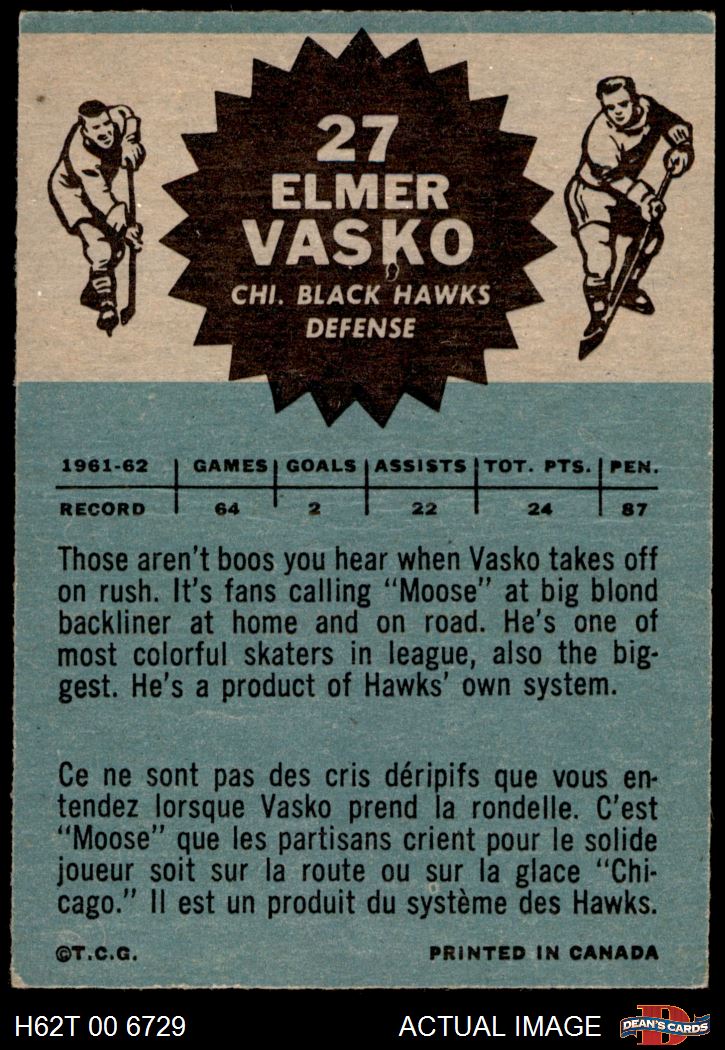 27
ELMER
VASKO
CHI. BLACK HAWKS
DEFENSE
1961-62 GAMES GOALS ASSISTS TOT. PTS. PEN.
RECORD 64 2 22 24 87
Those aren't boos you hear when Vasko takes off
on rush. It's fans calling "Moose" at big blond
backliner at home and on road. He's one of
most colorful skaters in league, also the big-
gest. He's a product of Hawks' own system.
Ce ne sont pas des cris déripifs que vous en-
tendez lorsque Vasko prend la rondelle. C'est
"Moose" que les partisans crient pour le solide
joueur soit sur la route ou sur la glace "Chi-
cago." Il est un produit du système des Hawks.
©T.C.G. PRINTED IN CANADA
H62T 00 6729 ACTUAL IMAGE D DEAN'S CARDS